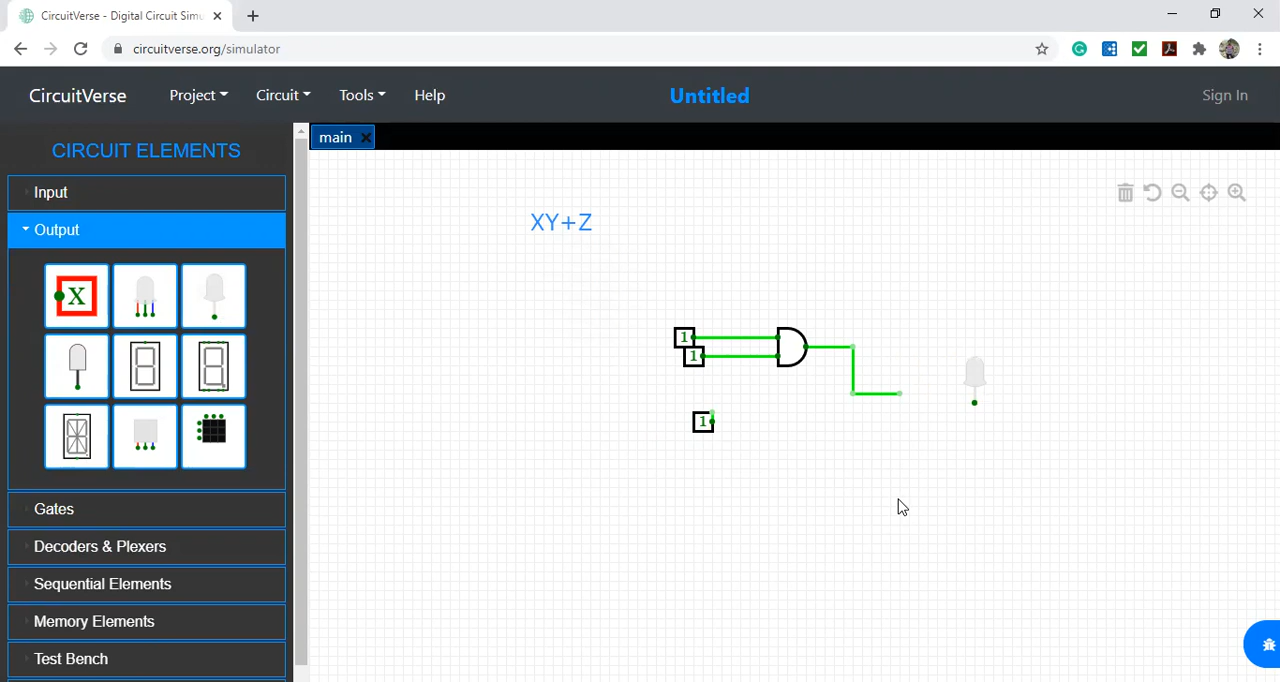 CircuitVerse - Digital Circuit Simu
circuitverse.org/simulator
CircuitVerse
Project
Circuit
Tools
Help
Untitled
Sign In
CIRCUIT ELEMENTS
main
Input
Output
XY+Z
X
1
1
1
Gates
Decoders & Plexers
Sequential Elements
Memory Elements
Test Bench